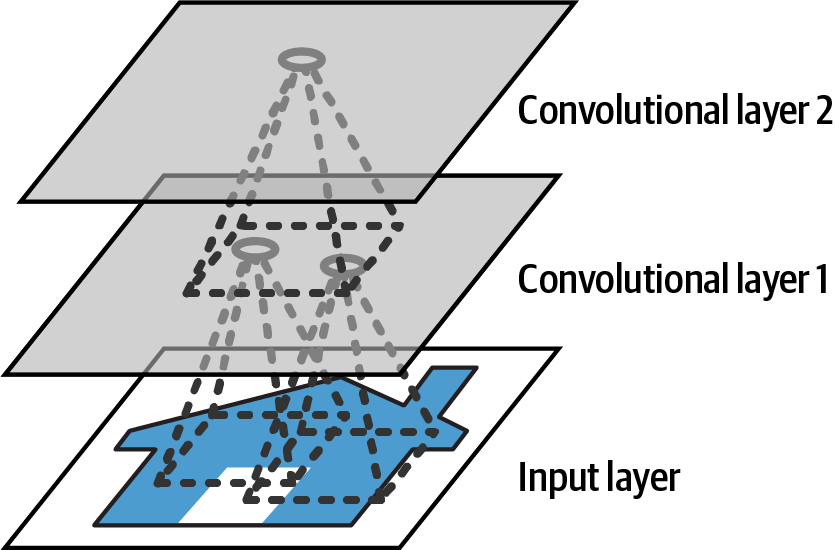 Convolutional layer 2
Convolutional layer 1
Input layer